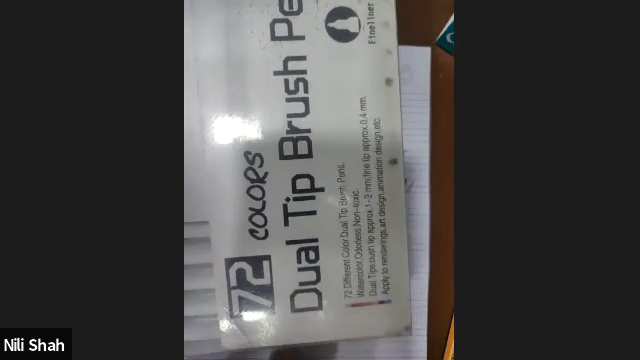 72 COLORS
Dual Tip Brush Pe
Fineliner
72 Different Color Dual Tip Brush Pens.
Watercolor,Odorless,Non-toxic.
Dual Tips,bush tip approx.1-2 mm,fine tip approx.0.4 mm.
Apply to renderings,art design,animation design,etc.
Nili Shah